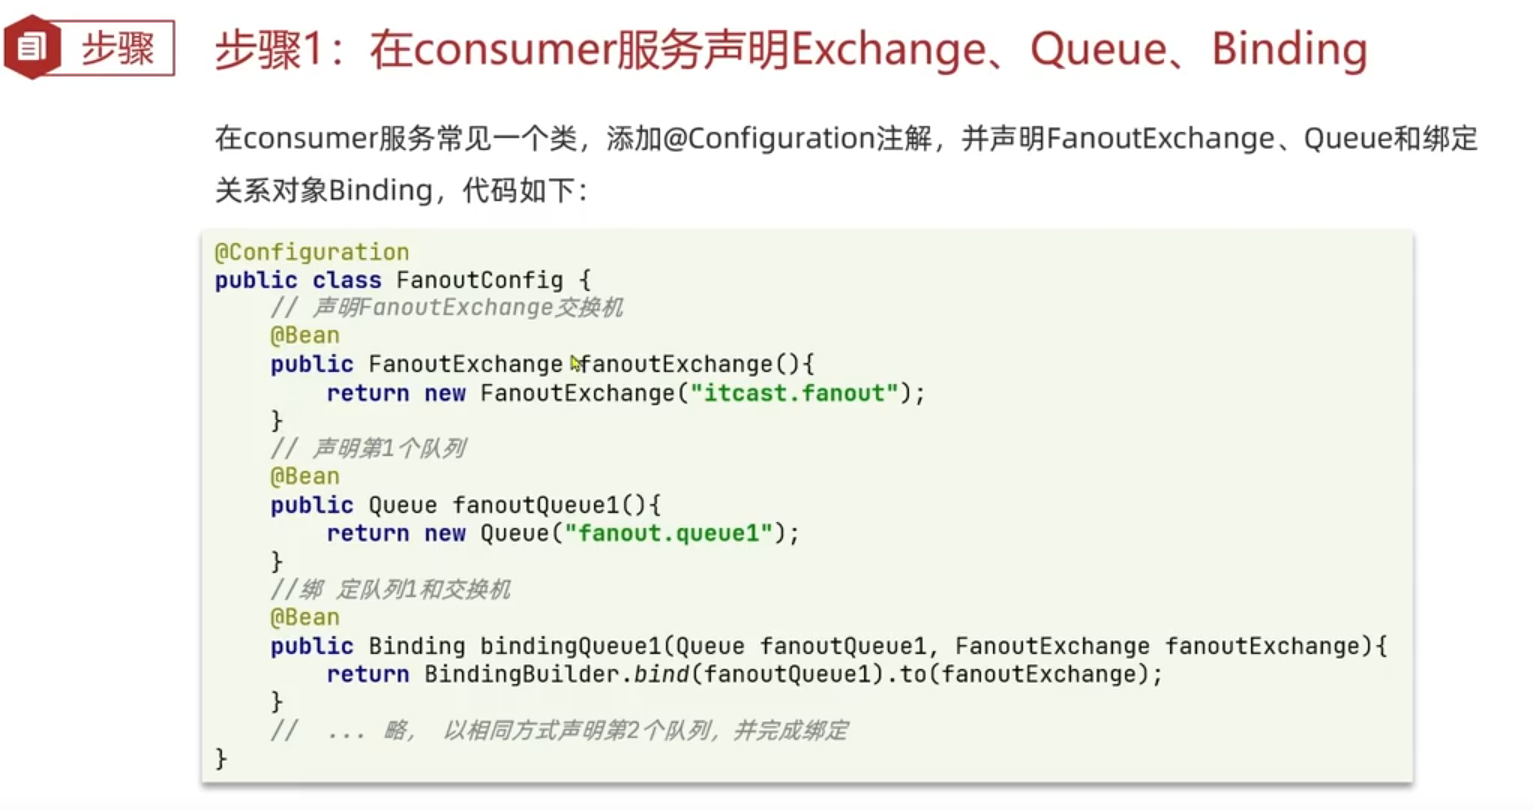 步骤
步骤1：在consumer服务声明Exchange、Queue、Binding
在consumer服务常见一个类，添加@Configuration注解，并声明FanoutExchange、Queue和绑定
关系对象Binding，代码如下：
@Configuration
public class FanoutConfig {
    // 声明FanoutExchange交换机
    @Bean
    public FanoutExchange fanoutExchange(){
        return new FanoutExchange("itcast.fanout");
    }
    // 声明第1个队列
    @Bean
    public Queue fanoutQueue1(){
        return new Queue("fanout.queue1");
    }
    //绑 定队列1和交换机
    @Bean
    public Binding bindingQueue1(Queue fanoutQueue1, FanoutExchange fanoutExchange){
        return BindingBuilder.bind(fanoutQueue1).to(fanoutExchange);
    }
    //  ... 略， 以相同方式声明第2个队列，并完成绑定
}